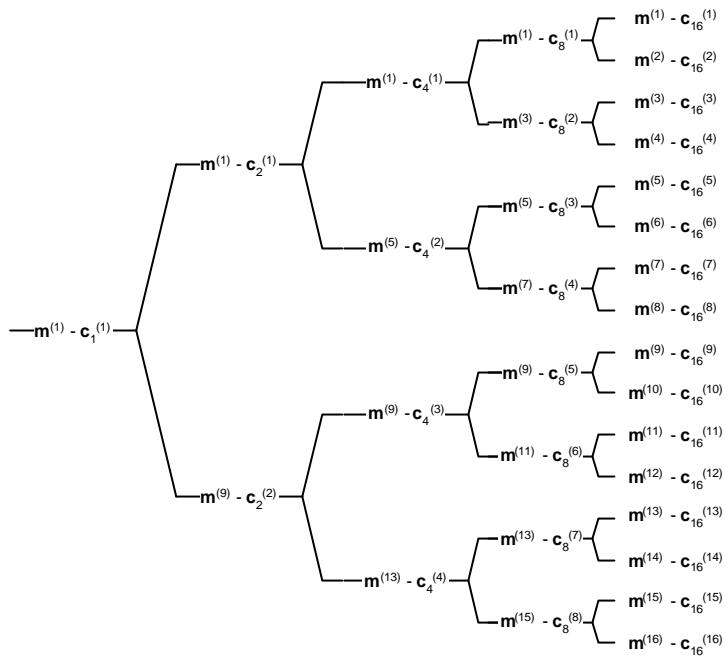 m(1) - c1(1)
m(1) - c2(1)
m(9) - c2(2)
m(1) - c4(1)
m(5) - c4(2)
m(9) - c4(3)
m(13) - c4(4)
m(1) - c8(1)
m(3) - c8(2)
m(5) - c8(3)
m(7) - c8(4)
m(9) - c8(5)
m(11) - c8(6)
m(13) - c8(7)
m(15) - c8(8)
m(1) - c16(1)
m(2) - c16(2)
m(3) - c16(3)
m(4) - c16(4)
m(5) - c16(5)
m(6) - c16(6)
m(7) - c16(7)
m(8) - c16(8)
m(9) - c16(9)
m(10) - c16(10)
m(11) - c16(11)
m(12) - c16(12)
m(13) - c16(13)
m(14) - c16(14)
m(15) - c16(15)
m(16) - c16(16)